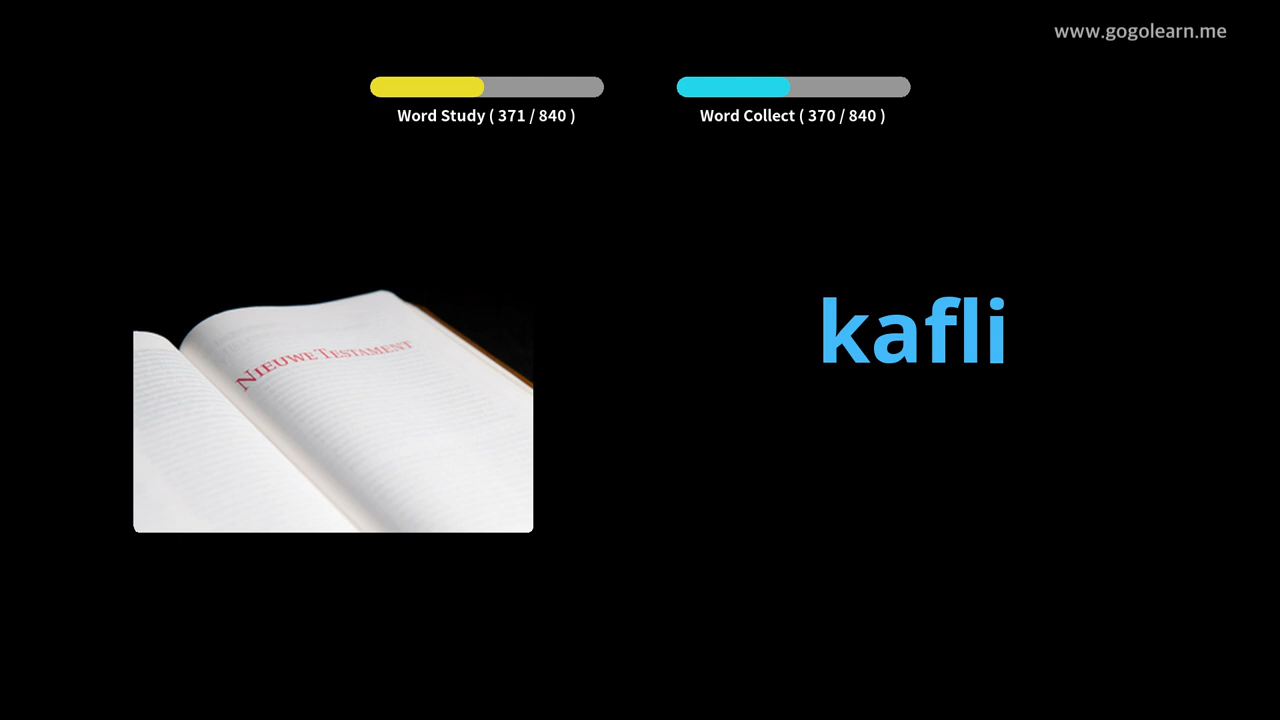 www.gogolearn.me
Word Study ( 371 / 840 )
Word Collect ( 370 / 840 )
NIEUWE TESTAMENT
kafli